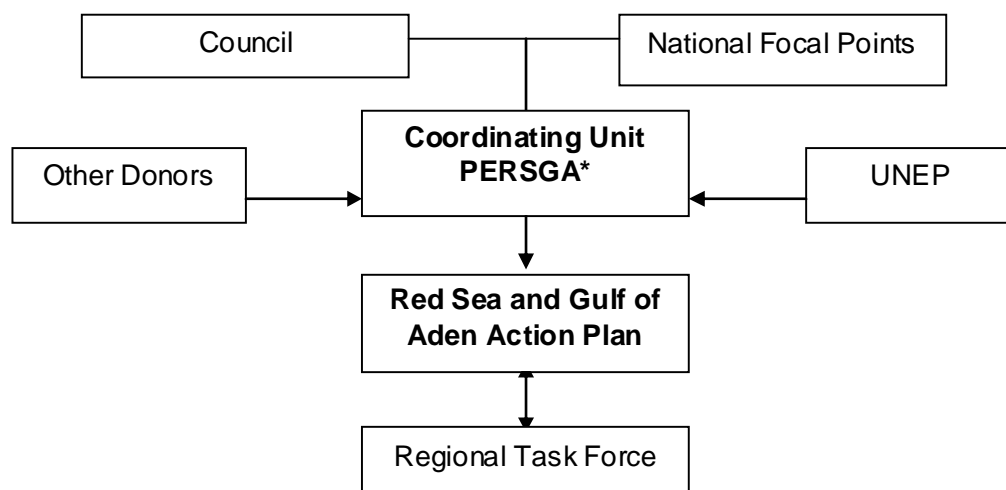 Council
National Focal Points
Coordinating Unit
PERSGA*
Other Donors
UNEP
Red Sea and Gulf of
Aden Action Plan
Regional Task Force